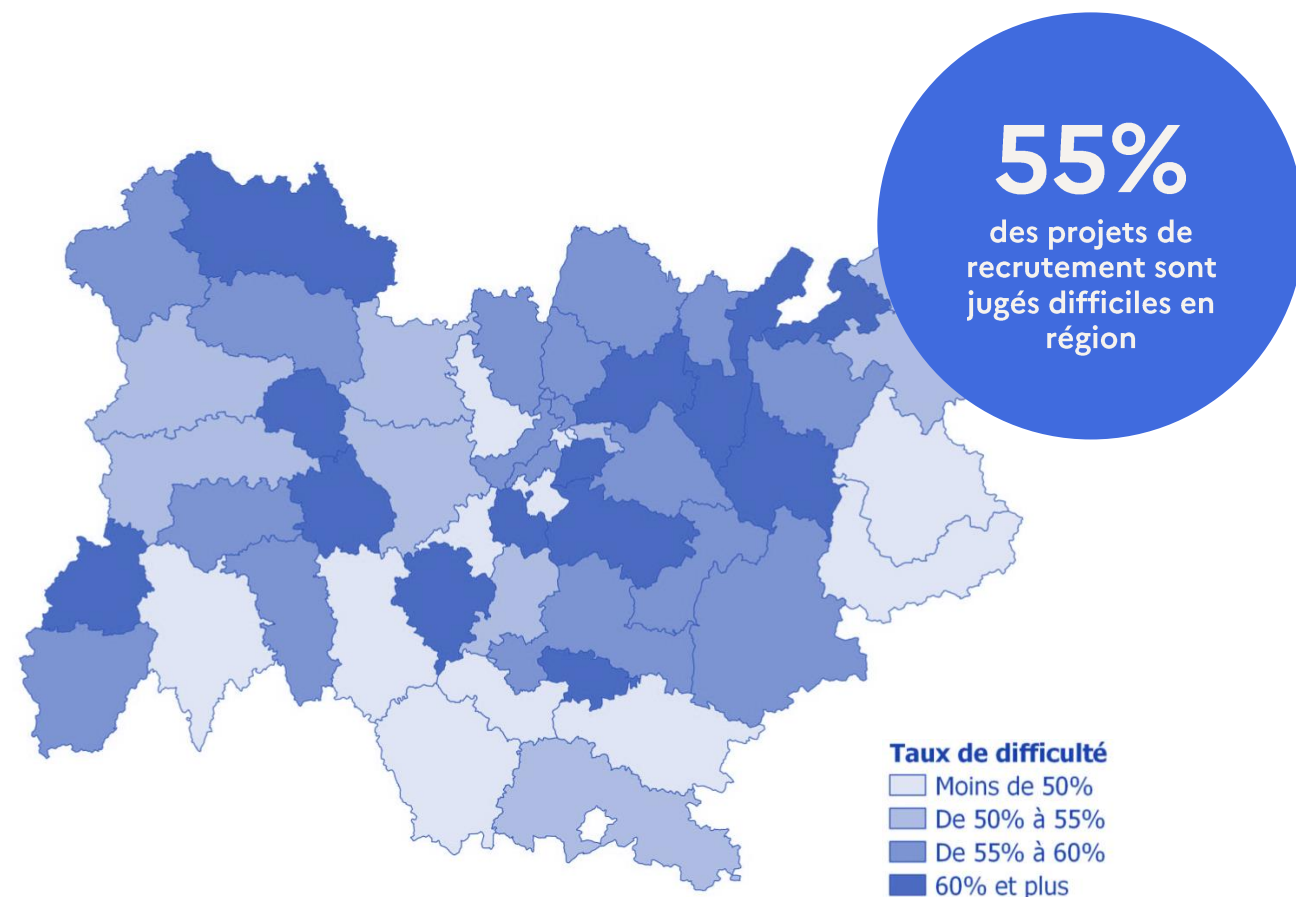 55%
des projets de
recrutement sont
jugés difficiles en
région
Taux de difficulté
Moins de 50%
De 50% à 55%
De 55% à 60%
60% et plus